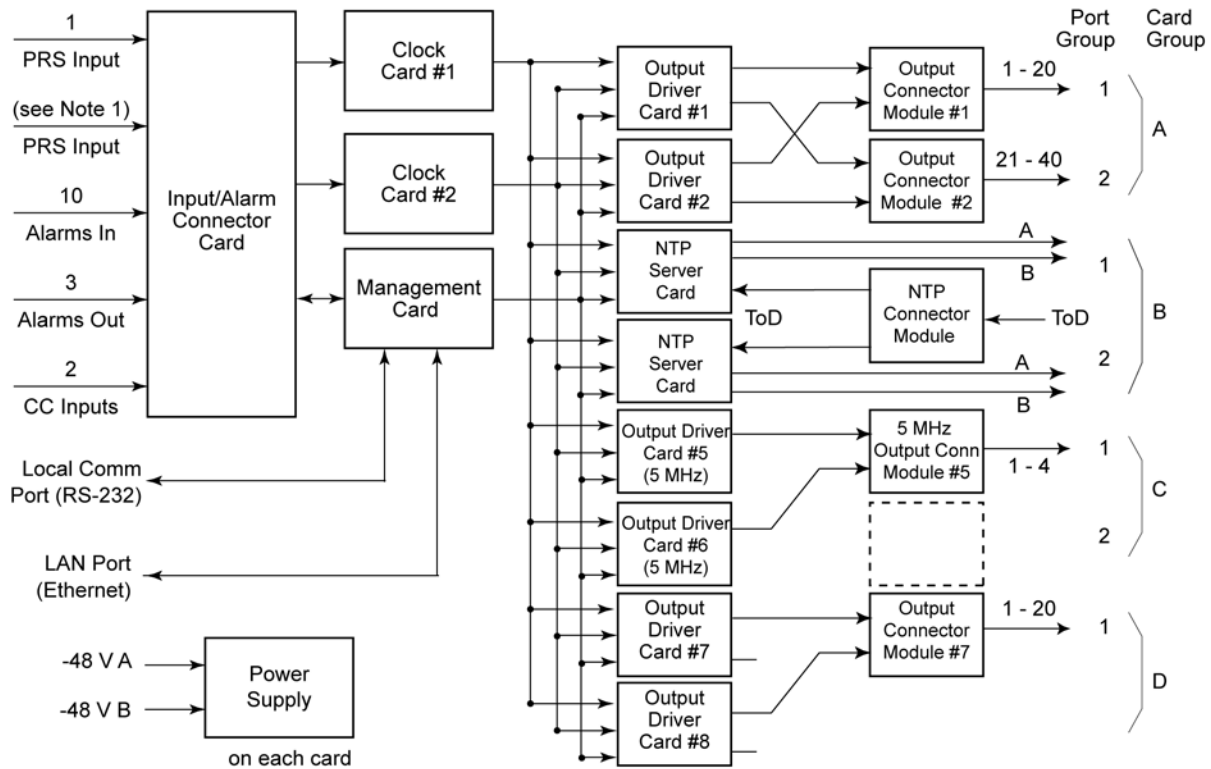 1
PRS Input
(see Note 1)
PRS Input
10
Alarms In
3
Alarms Out
2
CC Inputs
Input/Alarm
Connector
Card
Clock
Card #1
Clock
Card #2
Management
Card
Local Comm
Port (RS-232)
LAN Port
(Ethernet)
-48 V A
-48 V B
Power
Supply
on each card
Output
Driver
Card #1
Output
Driver
Card #2
NTP
Server
Card
NTP
Server
Card
Output Driver
Card #5
(5 MHz)
Output Driver
Card #6
(5 MHz)
Output
Driver
Card #7
Output
Driver
Card #8
Output
Connector
Module #1
Output
Connector
Module #2
A
B
ToD
NTP
Connector
Module
ToD
A
B
5 MHz
Output Conn
Module #5
Output
Connector
Module #7
1 - 20
21 - 40
1 - 4
1 - 20
Port
Group
1
2
1
2
1
2
1
Card
Group
A
B
C
D